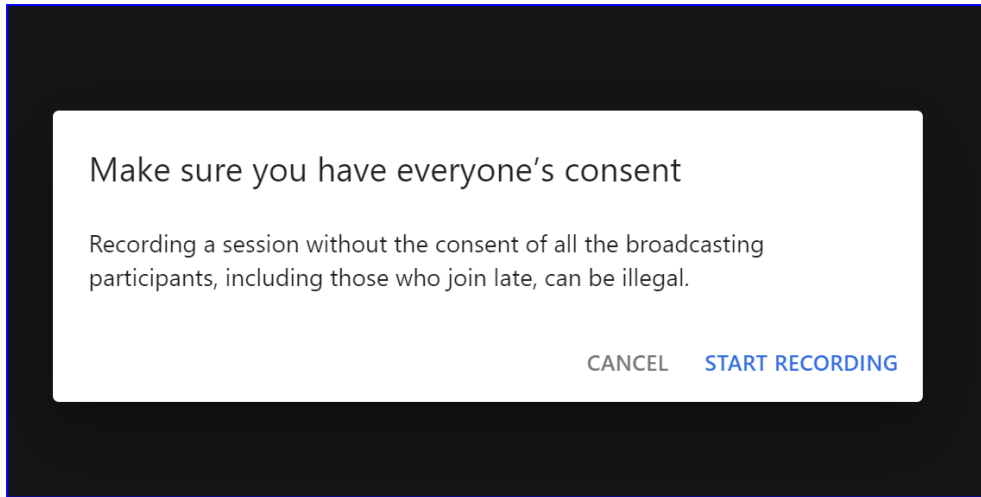 Make sure you have everyone’s consent
Recording a session without the consent of all the broadcasting
participants, including those who join late, can be illegal.
CANCEL START RECORDING